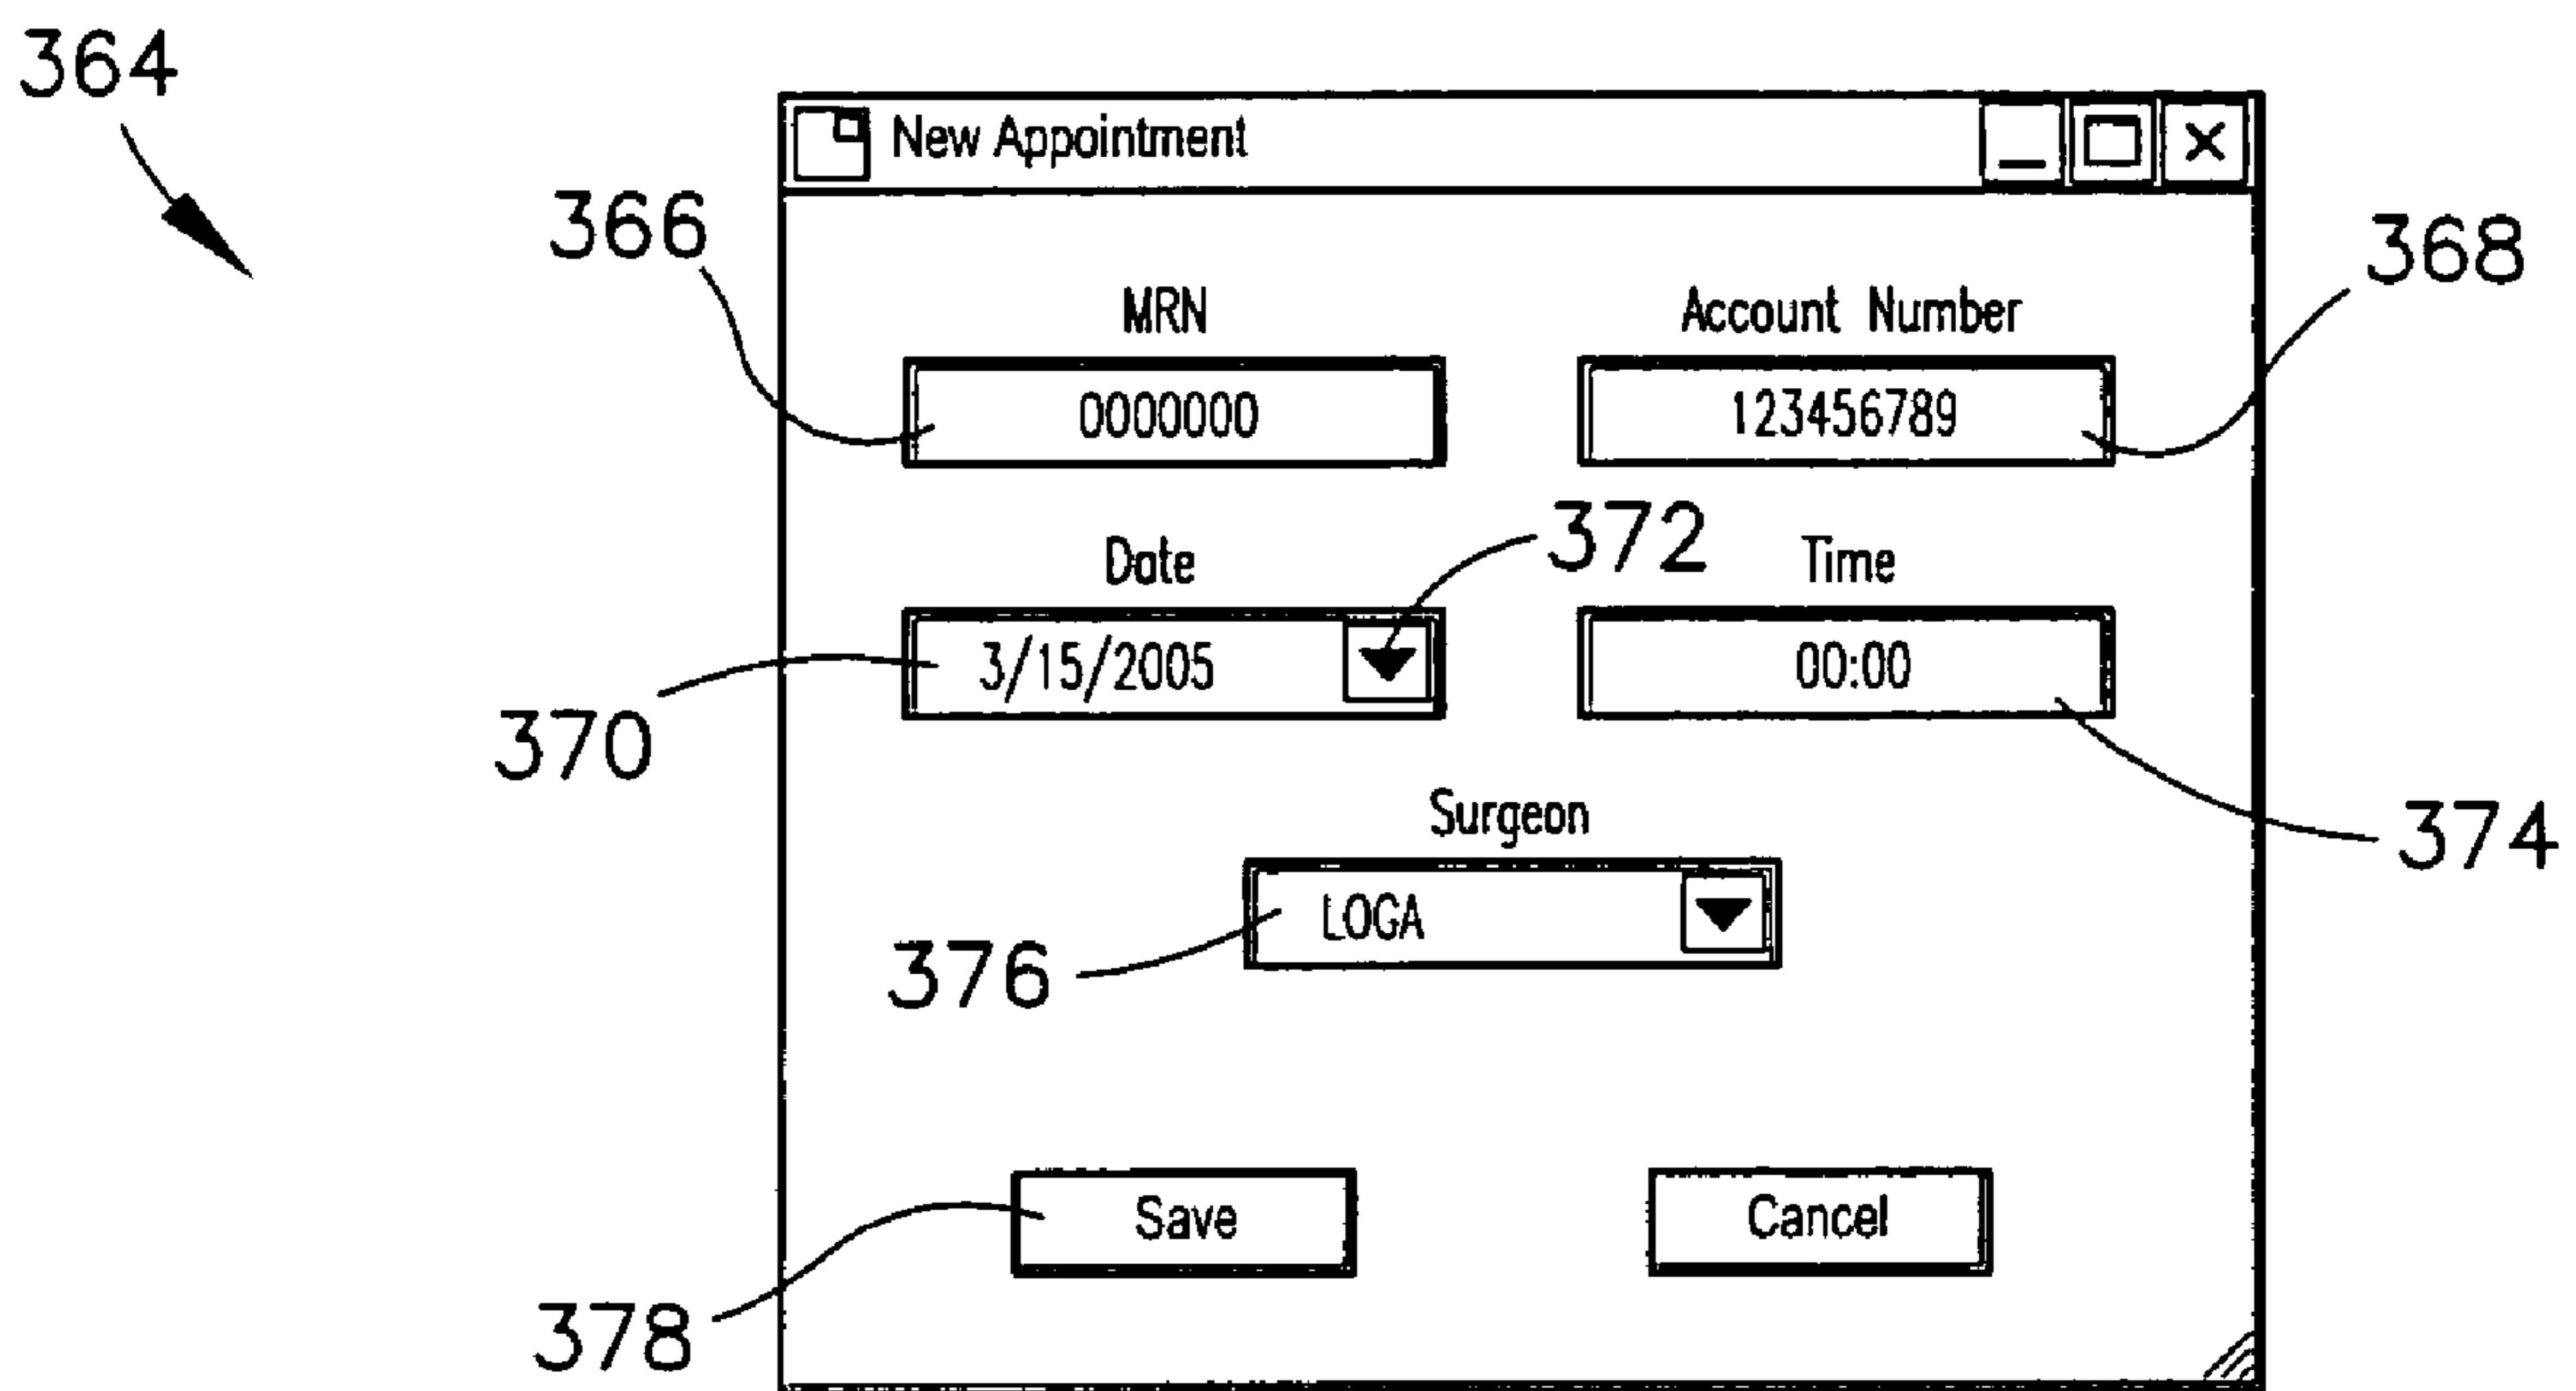 364
New Appointment
366
368
MRN
Account Number
0000000
123456789
372
Date
Time
3/15/2005
00:00
370
Surgeon
374
LOGA
376
Save
Cancel
378